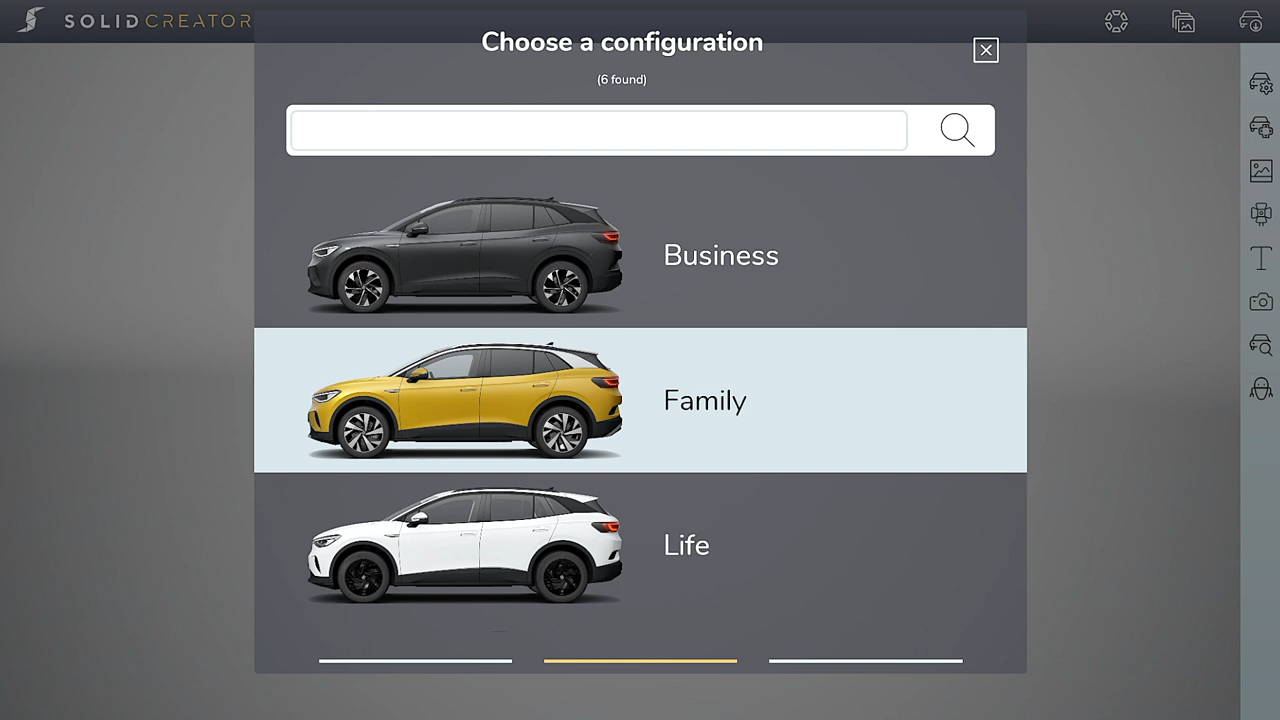 SOLIDCREATOR
Choose a configuration
(6 found)
Business
Family
Life